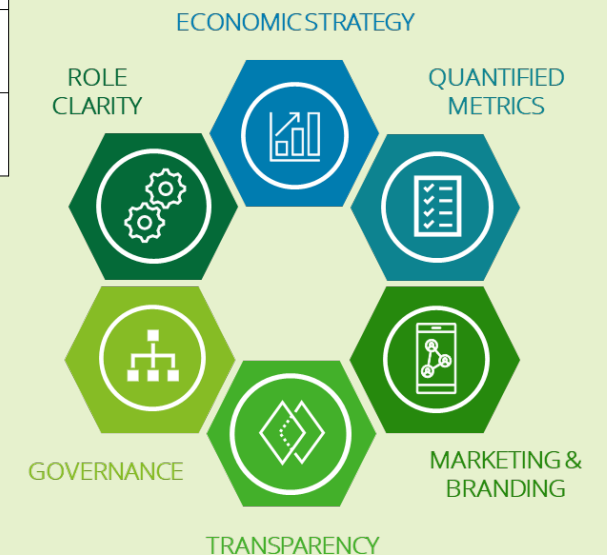 ECONOMIC STRATEGY
ROLE
CLARITY
QUANTIFIED
METRICS
GOVERNANCE
MARKETING &
BRANDING
TRANSPARENCY